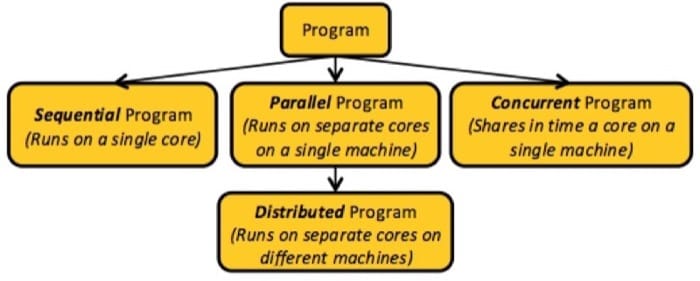 Program
Sequential Program
(Runs on a single core)
Parallel Program
(Runs on separate cores
on a single machine)
Concurrent Program
(Shares in time a core on a
single machine)
Distributed Program
(Runs on separate cores on
different machines)